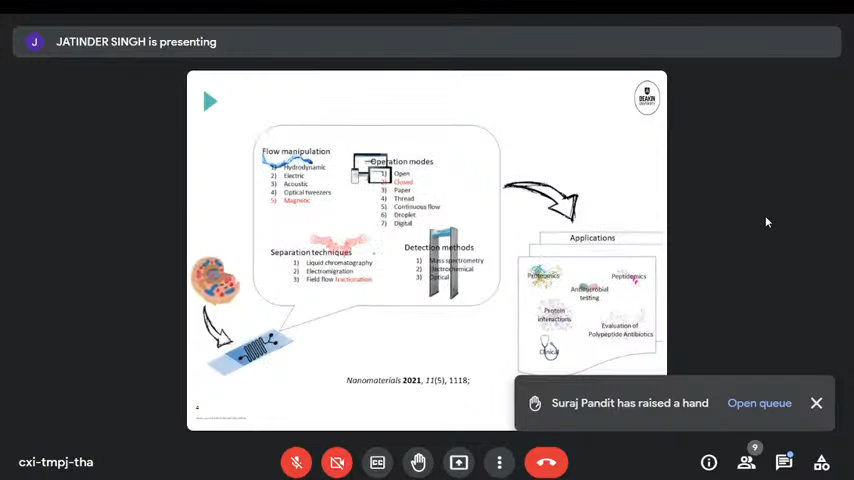 J JATINDER SINGH is presenting
DEAKIN
UNIVERSITY
Flow manipulation
1) Hydrodynamic
2) Electric
3) Acoustic
4) Optical tweezers
5) Magnetic
Operation modes
1) Open
2) Closed
3) Paper
4) Thread
5) Continuous flow
6) Droplet
7) Digital
Separation techniques
1) Liquid chromatography
2) Electromigration
3) Field flow fractionation
Detection methods
1) Mass spectrometry
2) Electrochemical
3) Optical
Applications
Proteomics
Peptidomics
Antimicrobial
testing
Protein
interactions
Evaluation of
Polypeptide Antibiotics
Clinical
Nanomaterials 2021, 11(5), 1118;
Suraj Pandit has raised a hand
Open queue
cxi-tmpj-tha
9